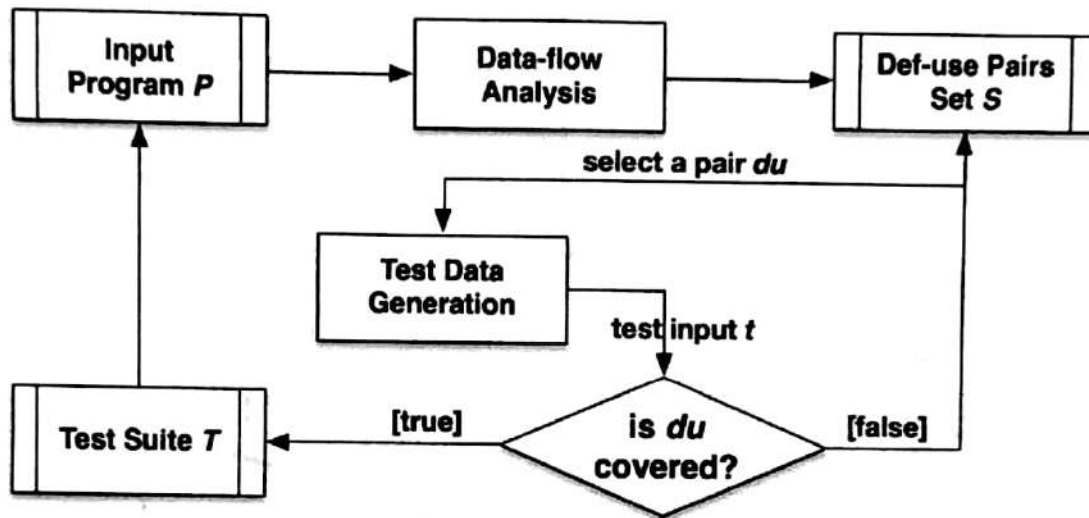 Input
Program P
Data-flow
Analysis
Def-use Pairs
Set S
select a pair du
Test Data
Generation
test input t
Test Suite T
[true]
is du
covered?
[false]